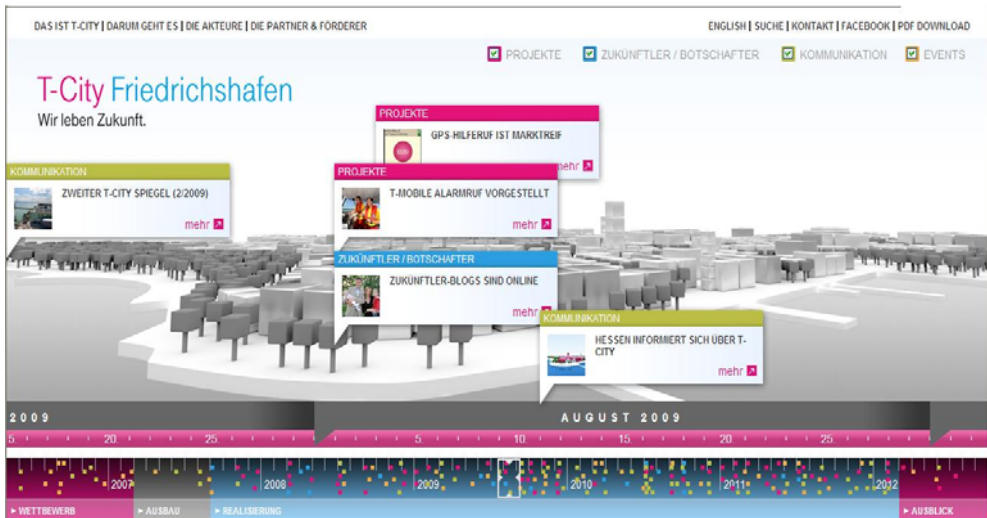 DAS IST T-CITY | DARUM GEHT ES | DIE AKTEURE | DIE PARTNER & FÖRDERER
ENGLISH | SUCHE | KONTAKT | FACEBOOK | PDF DOWNLOAD
PROJEKTE
ZUKÜNFTLER / BOTSCHAFTER
KOMMUNIKATION
EVENTS
T-City Friedrichshafen
Wir leben Zukunft.
PROJEKTE
GPS-HILFERUF IST MARKTREIF
mehr
KOMMUNIKATION
ZWEITER T-CITY SPIEGEL (2/2009)
mehr
PROJEKTE
T-MOBILE ALARMRUF VORGESTELLT
mehr
ZUKÜNFTLER / BOTSCHAFTER
ZUKÜNFTLER-BLOGS SIND ONLINE
mehr
KOMMUNIKATION
HESSEN INFORMIERT SICH ÜBER T-
CITY
mehr
2009
AUGUST 2009
5. 20. 25. 5. 10. 15. 20. 25.
2007 2008 2009 2010 2011 2012
WETTBEWERB
AUSBAU
REALISIERUNG
AUSBLICK